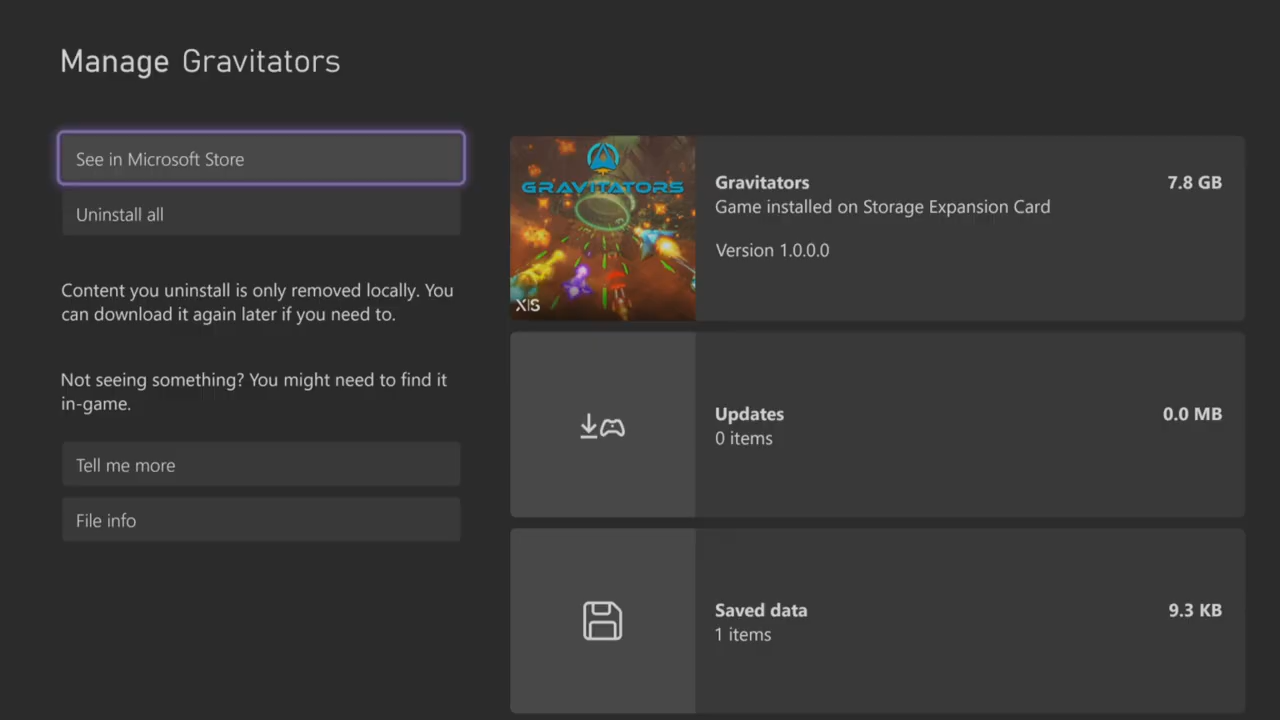 Manage Gravitators
See in Microsoft Store
Uninstall all
Content you uninstall is only removed locally. You
can download it again later if you need to.
Not seeing something? You might need to find it
in-game.
Tell me more
File info
GRAVITATORS
X|S
Gravitators
7.8 GB
Game installed on Storage Expansion Card
Version 1.0.0.0
Updates
0.0 MB
0 items
Saved data
9.3 KB
1 items